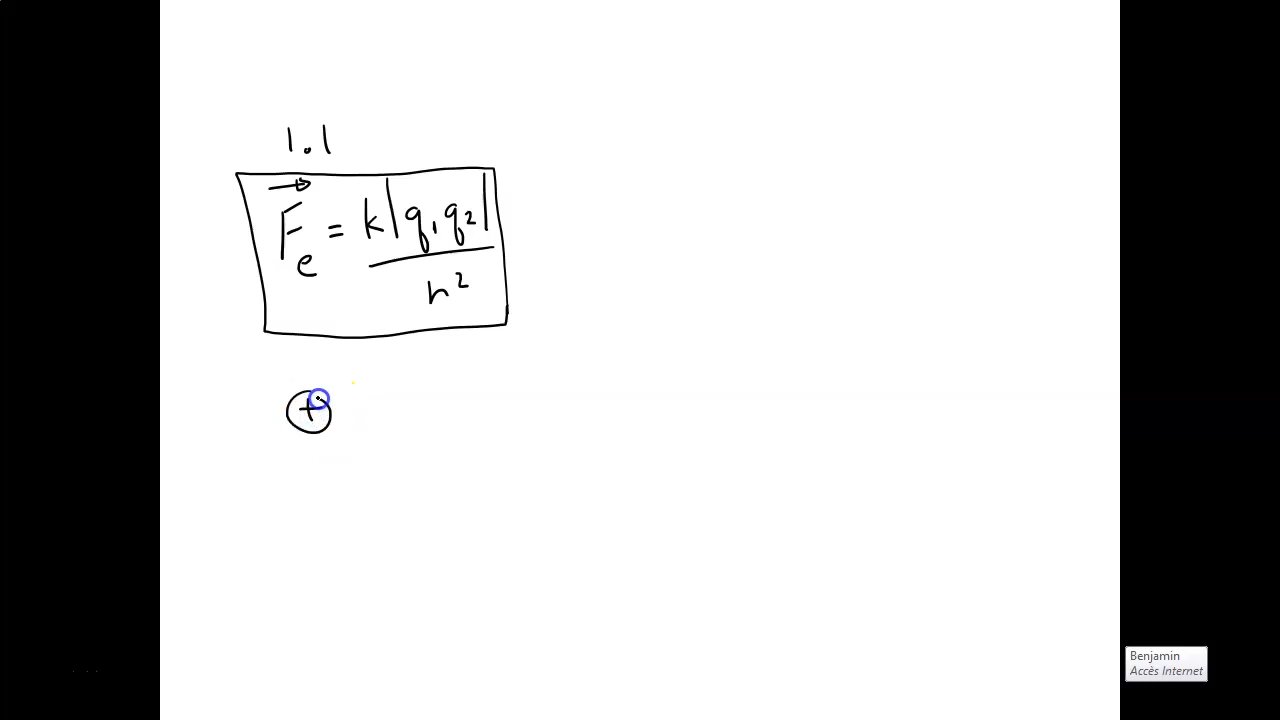 1.1
F⃗e = k|q₁q₂| / r²
+
Benjamin
Accès Internet